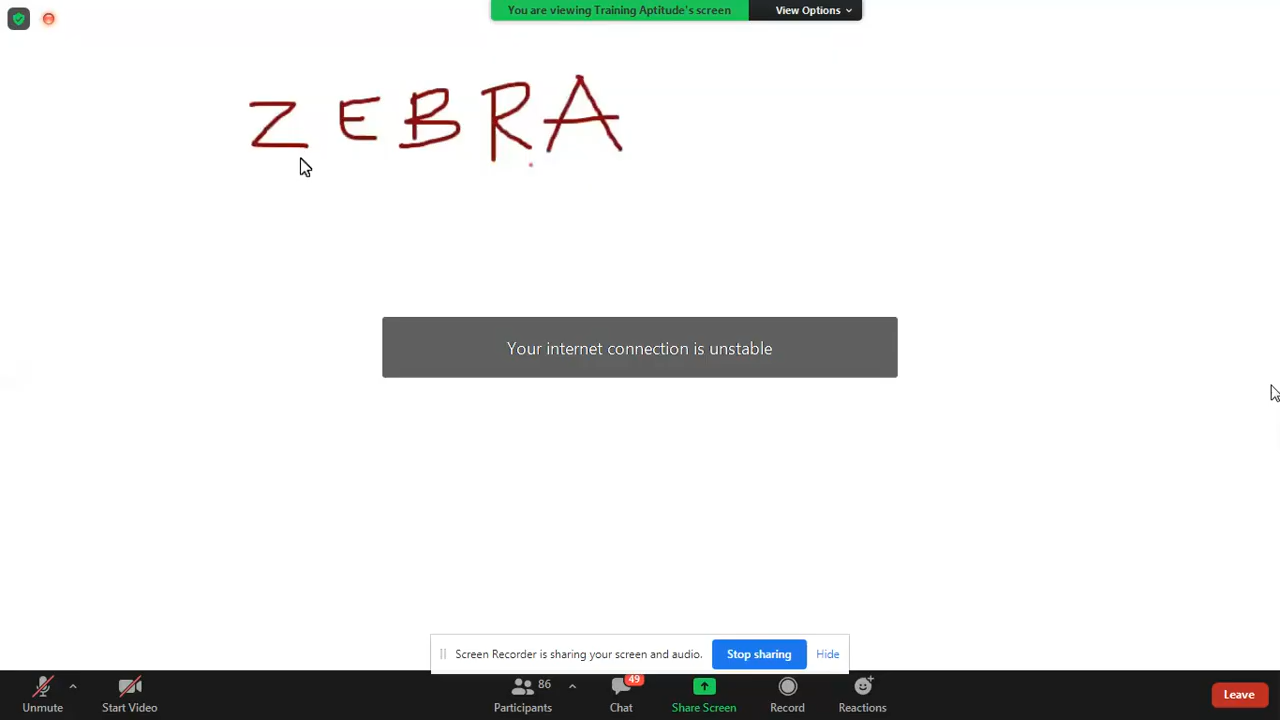 You are viewing Training Aptitude's screen View Options
ZEBRA
Your internet connection is unstable
Screen Recorder is sharing your screen and audio. Stop sharing Hide
86 49
Unmute Start Video Participants Chat Share Screen Record Reactions Leave